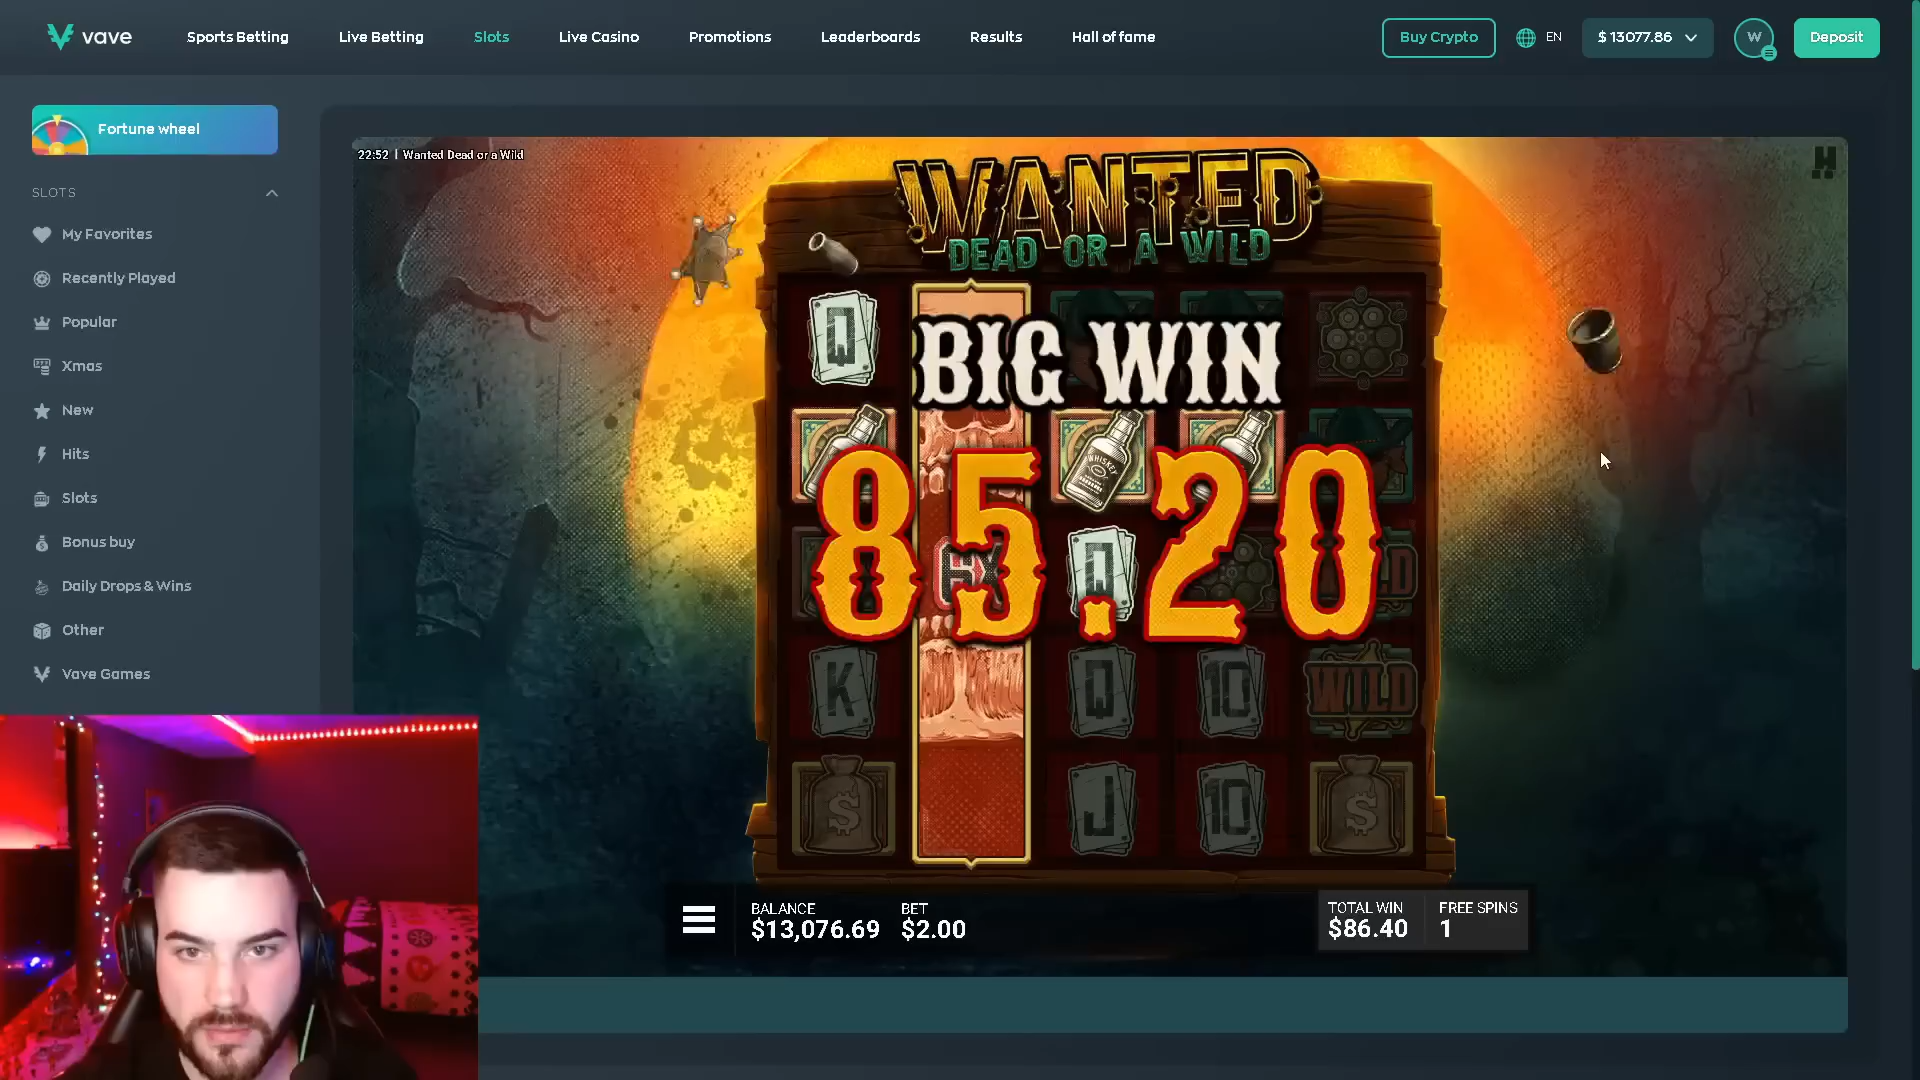 vave
Sports Betting
Live Betting
Slots
Live Casino
Promotions
Leaderboards
Results
Hall of fame
Buy Crypto
EN
$ 13077.86
W
Deposit
Fortune wheel
SLOTS
My Favorites
Recently Played
Popular
Xmas
New
Hits
Slots
Bonus buy
Daily Drops & Wins
Other
Vave Games
22:52 | Wanted Dead or a Wild
WANTED
DEAD OR A WILD
Q
BIG WIN
WHISKEY
85.20
Q
K
Q
10
WILD
$
J
10
$
BALANCE
$13,076.69
BET
$2.00
TOTAL WIN
$86.40
FREE SPINS
1